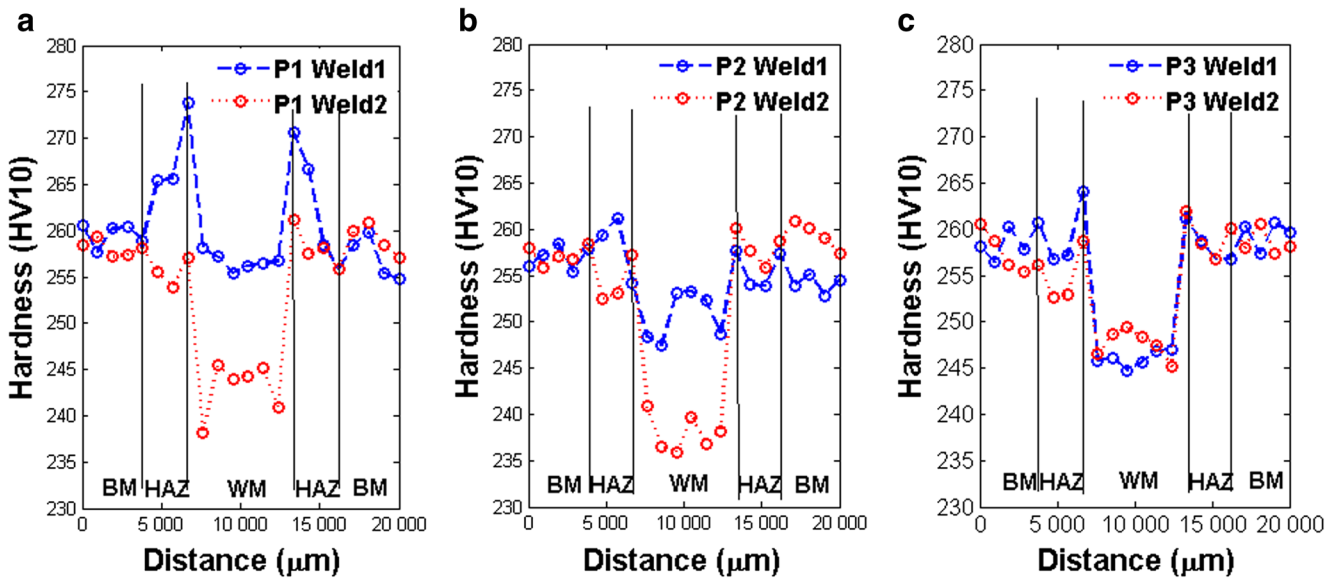 a
280
275
270
265
260
255
250
245
240
235
230
Hardness (HV10)
P1 Weld1
P1 Weld2
BM HAZ WM HAZ BM
0 5 000 10 000 15 000 20 000
Distance (μm)
b
280
275
270
265
260
255
250
245
240
235
230
Hardness (HV10)
P2 Weld1
P2 Weld2
BM HAZ WM HAZ BM
0 5 000 10 000 15 000 20 000
Distance (μm)
c
280
275
270
265
260
255
250
245
240
235
230
Hardness (HV10)
P3 Weld1
P3 Weld2
BM HAZ WM HAZ BM
0 5 000 10 000 15 000 20 000
Distance (μm)